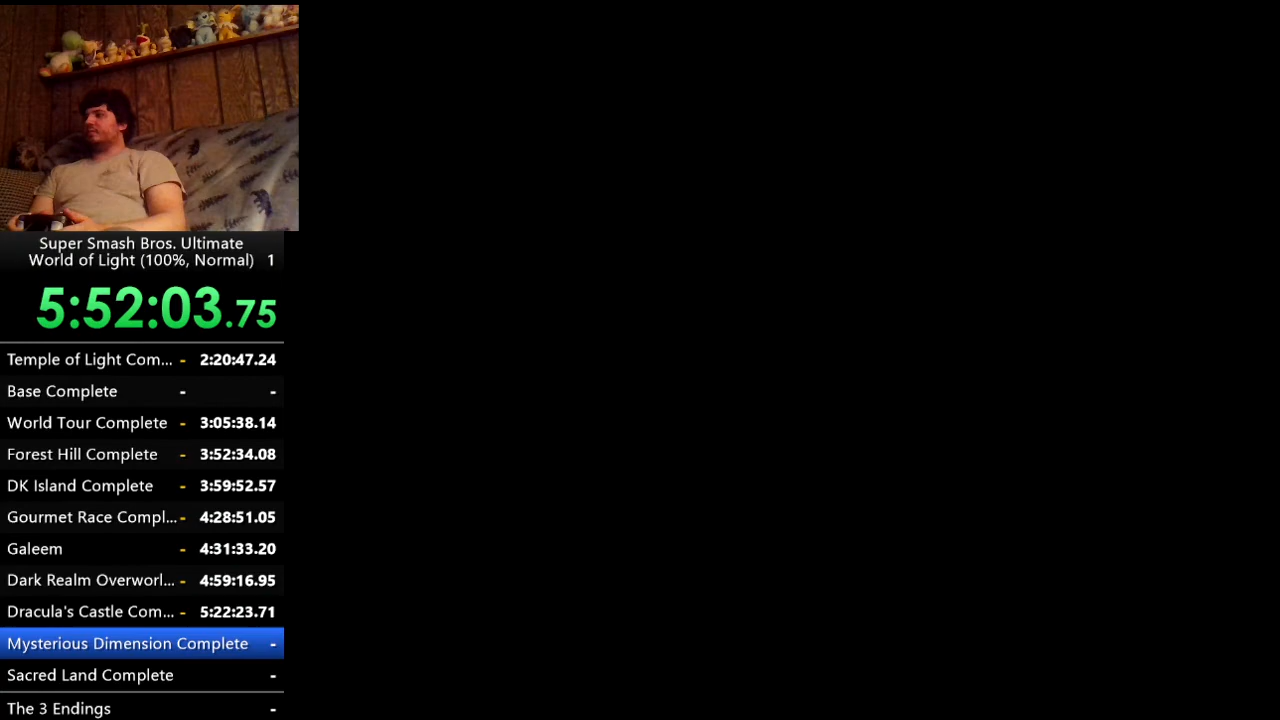 Super Smash Bros. Ultimate
World of Light (100%, Normal) 1
5:52:03.75
Temple of Light Com... - 2:20:47.24
Base Complete - -
World Tour Complete - 3:05:38.14
Forest Hill Complete - 3:52:34.08
DK Island Complete - 3:59:52.57
Gourmet Race Compl... - 4:28:51.05
Galeem - 4:31:33.20
Dark Realm Overworl... - 4:59:16.95
Dracula's Castle Com... - 5:22:23.71
Mysterious Dimension Complete -
Sacred Land Complete -
The 3 Endings -